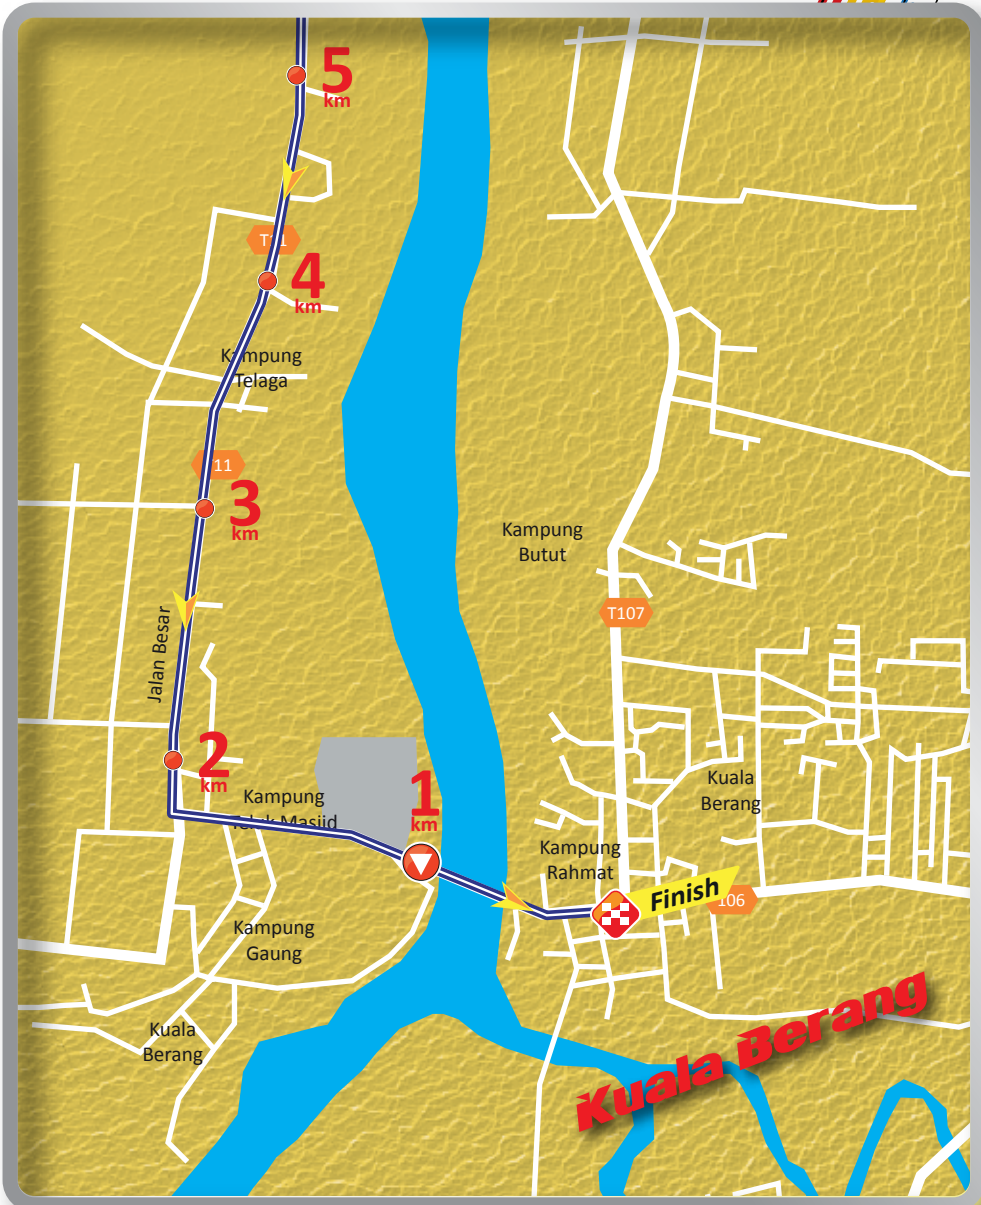 5
km
4
km
Kampung
Telaga
11
3
km
Kampung
Butut
T107
Jalan Besar
2
km
Kampung
Masjid
1
km
Kuala
Berang
Kampung
Rahmat
Finish
106
Kampung
Gaung
Kuala
Berang
Kuala Berang